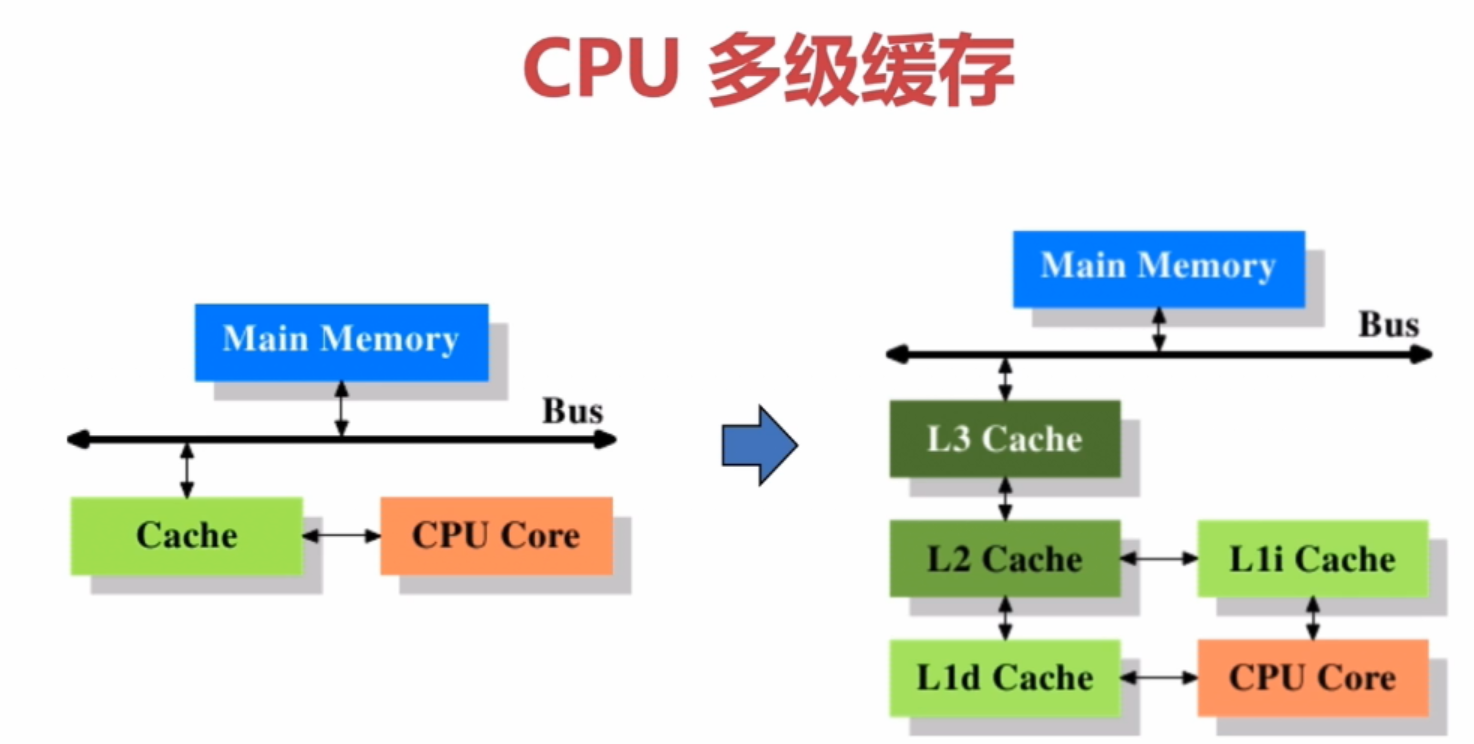 CPU 多级缓存
Main Memory
Bus
Cache
CPU Core
Main Memory
Bus
L3 Cache
L2 Cache
L1i Cache
L1d Cache
CPU Core